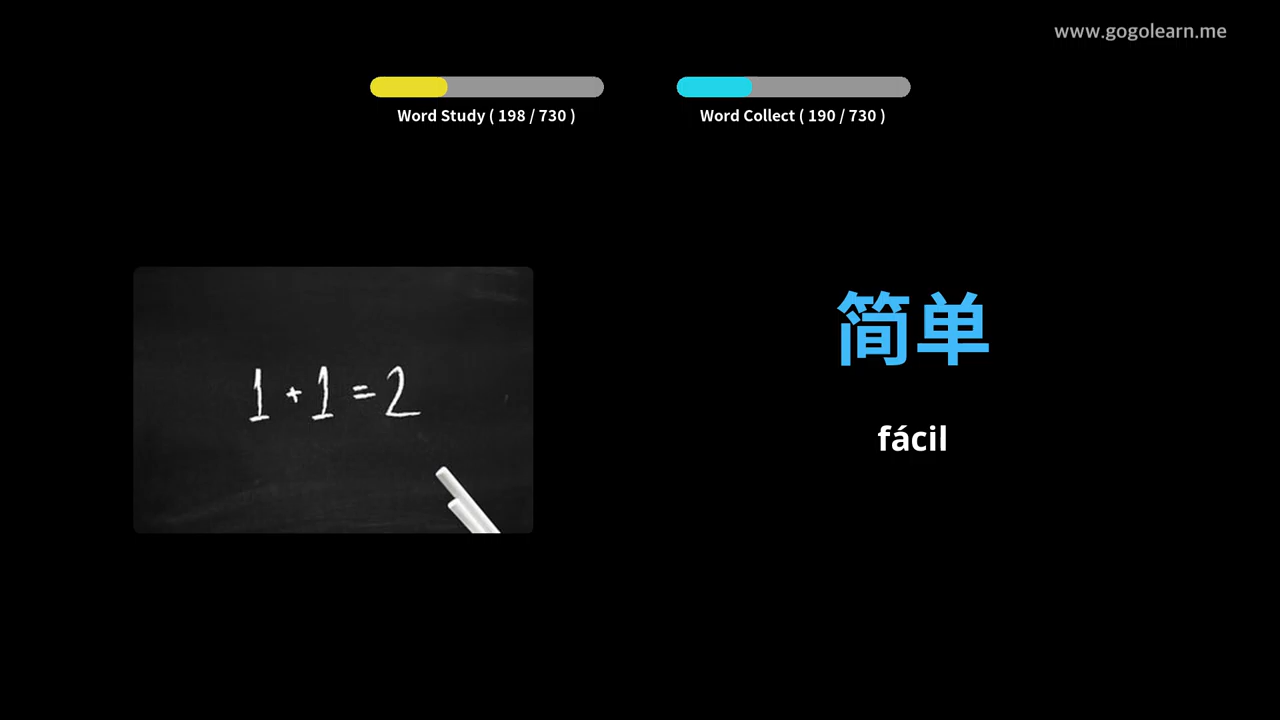 www.gogolearn.me
Word Study ( 198 / 730 )
Word Collect ( 190 / 730 )
1 + 1 = 2
简单
fácil